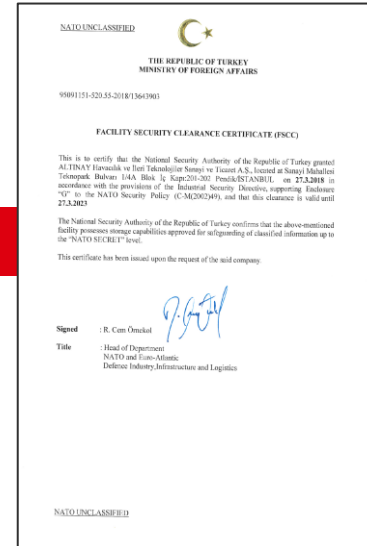 NATO UNCLASSIFIED
THE REPUBLIC OF TURKEY
MINISTRY OF FOREIGN AFFAIRS
95091151-520.55-2018/13643903
FACILITY SECURITY CLEARANCE CERTIFICATE (FSCC)
This is to certify that the National Security Authority of the Republic of Turkey granted
ALTINAY Havacılık ve İleri Teknolojiler Sanayi ve Ticaret A.Ş., located at Sanayi Mahallesi
Teknopark Bulvarı 1/4A Blok İç Kapı:201-202 Pendik/İSTANBUL on 27.3.2018 in
accordance with the provisions of the Industrial Security Directive, supporting Enclosure
"G" to the NATO Security Policy (C-M(2002)49), and that this clearance is valid until
27.3.2023
The National Security Authority of the Republic of Turkey confirms that the above-mentioned
facility possesses storage capabilities approved for safeguarding of classified information up to
the "NATO SECRET" level.
This certificate has been issued upon the request of the said company.
Signed : R. Cem Örnekol
Title : Head of Department
NATO and Euro-Atlantic
Defence Industry,Infrastructure and Logistics
NATO UNCLASSIFIED